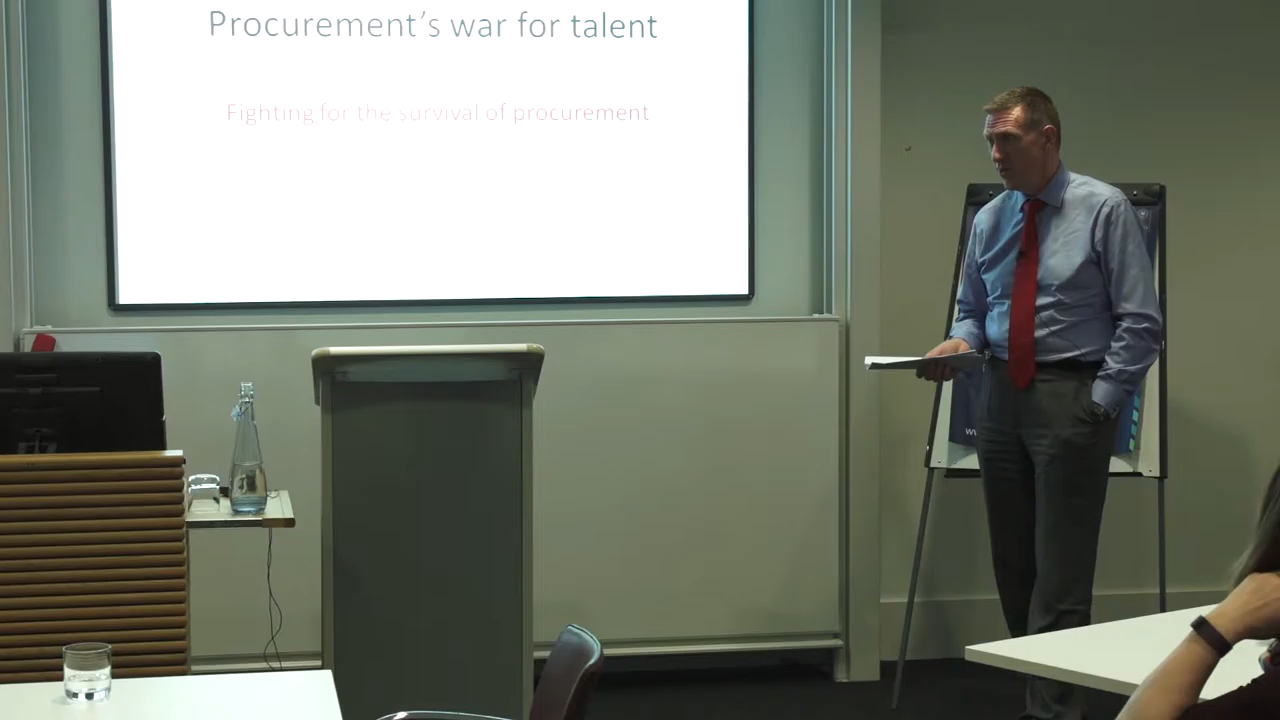 Procurement's war for talent
Fighting for the survival of procurement